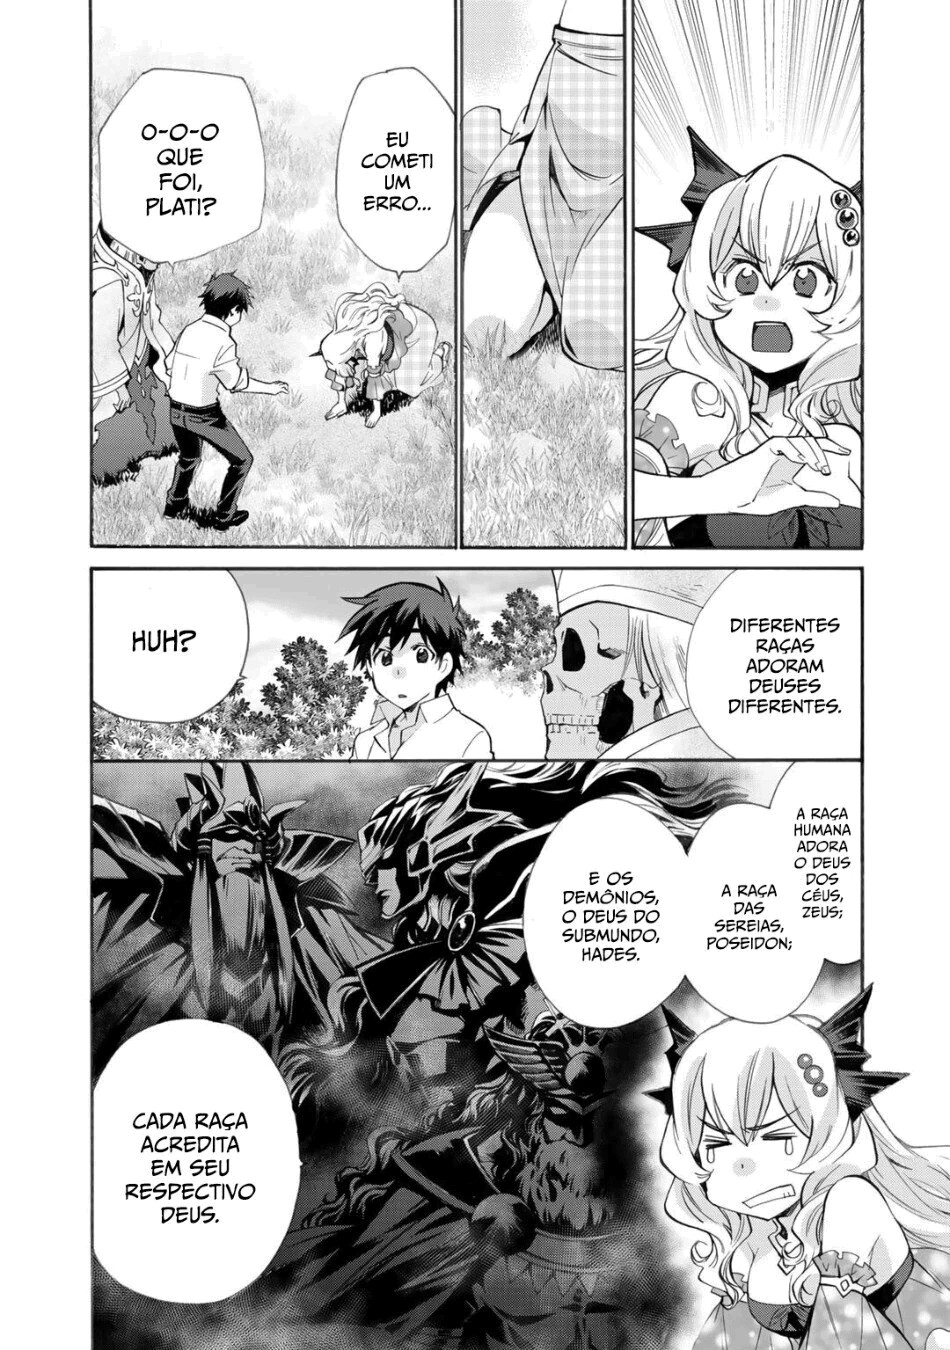 EU
COMETI
UM
ERRO...
O-O-O
QUE
FOI,
PLATI?
DIFERENTES
RAÇAS
ADORAM
DEUSES
DIFERENTES.
HUH?
A RAÇA
HUMANA
ADORA
O DEUS
DOS
CÉUS,
ZEUS;
A RAÇA
DAS
SEREIAS,
POSEIDON;
E OS
DEMÔNIOS,
O DEUS DO
SUBMUNDO,
HADES.
CADA RAÇA
ACREDITA
EM SEU
RESPECTIVO
DEUS.